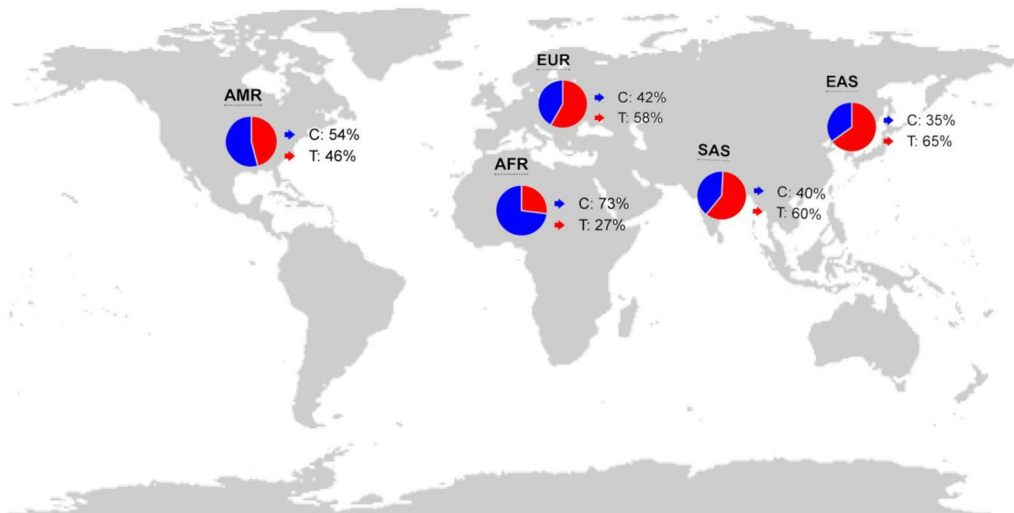 AMR
C: 54%
T: 46%
EUR
C: 42%
T: 58%
AFR
C: 73%
T: 27%
SAS
C: 40%
T: 60%
EAS
C: 35%
T: 65%